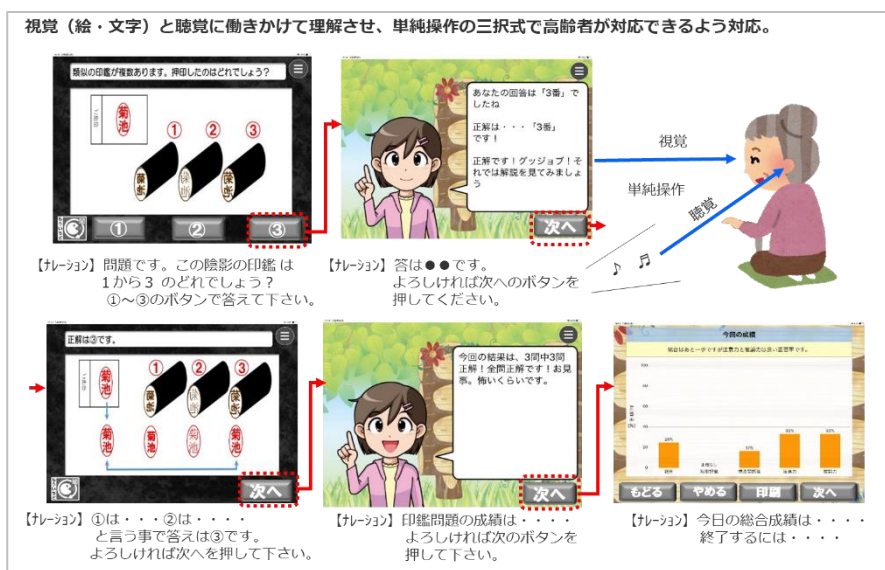 視覚（絵・文字）と聴覚に働きかけて理解させ、単純操作の三択式で高齢者が対応できるよう対応。
類似の印鑑が複数あります。押印したのはどれでしょう？
菊池
① ② ③
① ② ③
【ﾅﾚｰｼｮﾝ】問題です。この陰影の印鑑 は
１から３ のどれでしょう？
①～③のボタンで答えて下さい。
あなたの回答は「3番」で
したね
正解は・・・「3番」
です！
正解です！グッジョブ！そ
れでは解説を見てみましょ
う
次へ
【ﾅﾚｰｼｮﾝ】答は●●です。
よろしければ次へのボタンを
押してください。
視覚
単純操作
聴覚
正解は③です。
菊池
① ② ③
菊池 菊池 菊池 菊池
次へ
【ﾅﾚｰｼｮﾝ】①は・・・②は・・・・
と言う事で答えは③です。
よろしければ次へを押して下さい。
今回の結果は、3問中3問
正解！全問正解です！お見
事。怖いくらいです。
次へ
【ﾅﾚｰｼｮﾝ】印鑑問題の成績は・・・・
よろしければ次のボタンを
押して下さい。
今回の成績
100
80
60
40
20
0
もどる やめる 印刷 次へ
【ﾅﾚｰｼｮﾝ】今日の総合成績は・・・・
終了するには・・・・